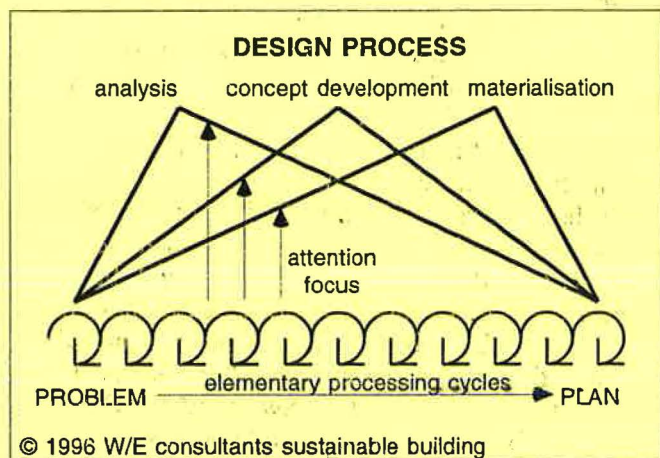 DESIGN PROCESS
analysis concept development materialisation
attention
focus
elementary processing cycles
PROBLEM PLAN
© 1996 W/E consultants sustainable building